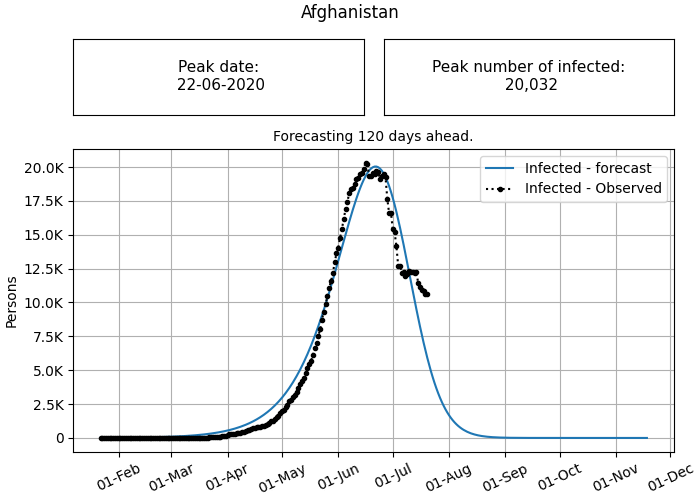 Afghanistan
Peak date:
22-06-2020
Peak number of infected:
20,032
Forecasting 120 days ahead.
Infected - forecast
Infected - Observed
20.0K
17.5K
15.0K
12.5K
10.0K
7.5K
5.0K
2.5K
0
Persons
01-Feb
01-Mar
01-Apr
01-May
01-Jun
01-Jul
01-Aug
01-Sep
01-Oct
01-Nov
01-Dec